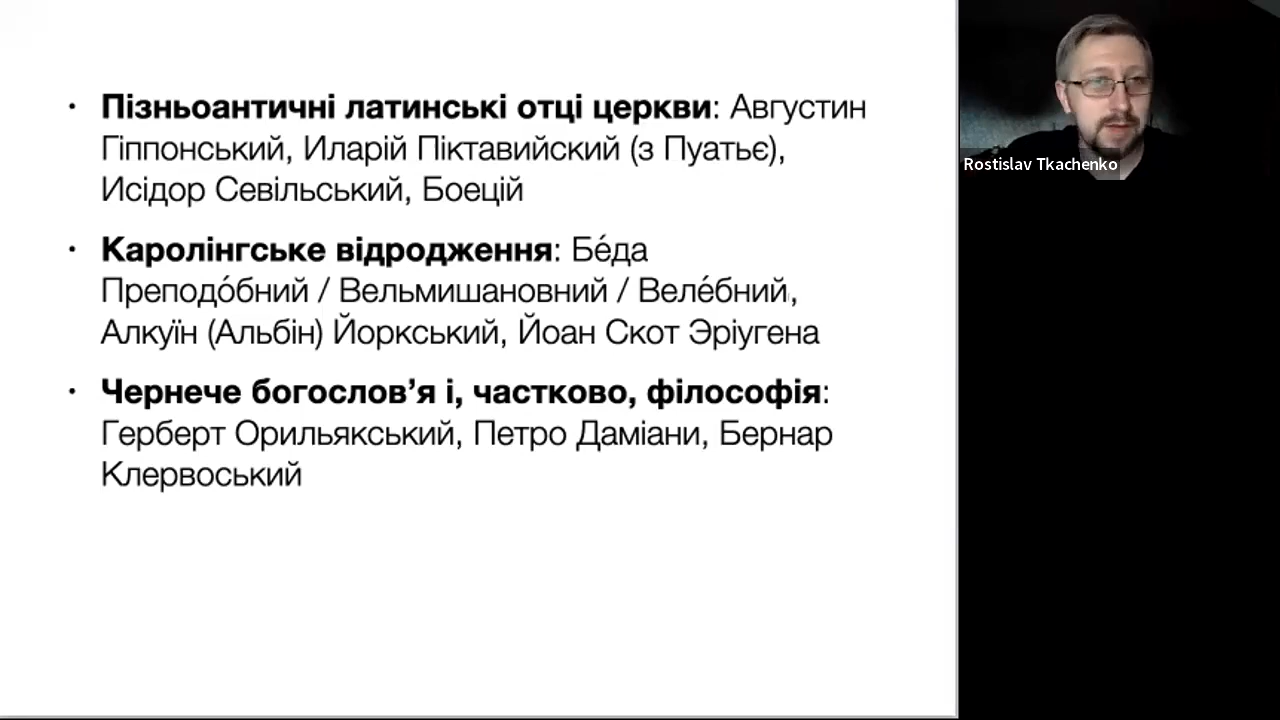 • Пізньоантичні латинські отці церкви: Августин
Гіппонський, Иларій Піктавийский (з Пуатьє),
Исідор Севільський, Боецій
• Каролінгське відродження: Бе́да
Преподо́бний / Вельмишановний / Веле́бний,
Алкуїн (Альбін) Йоркський, Йоан Скот Эріугена
• Чернече богослов’я і, частково, філософія:
Герберт Орильякський, Петро Даміани, Бернар
Клервоський
Rostislav Tkachenko